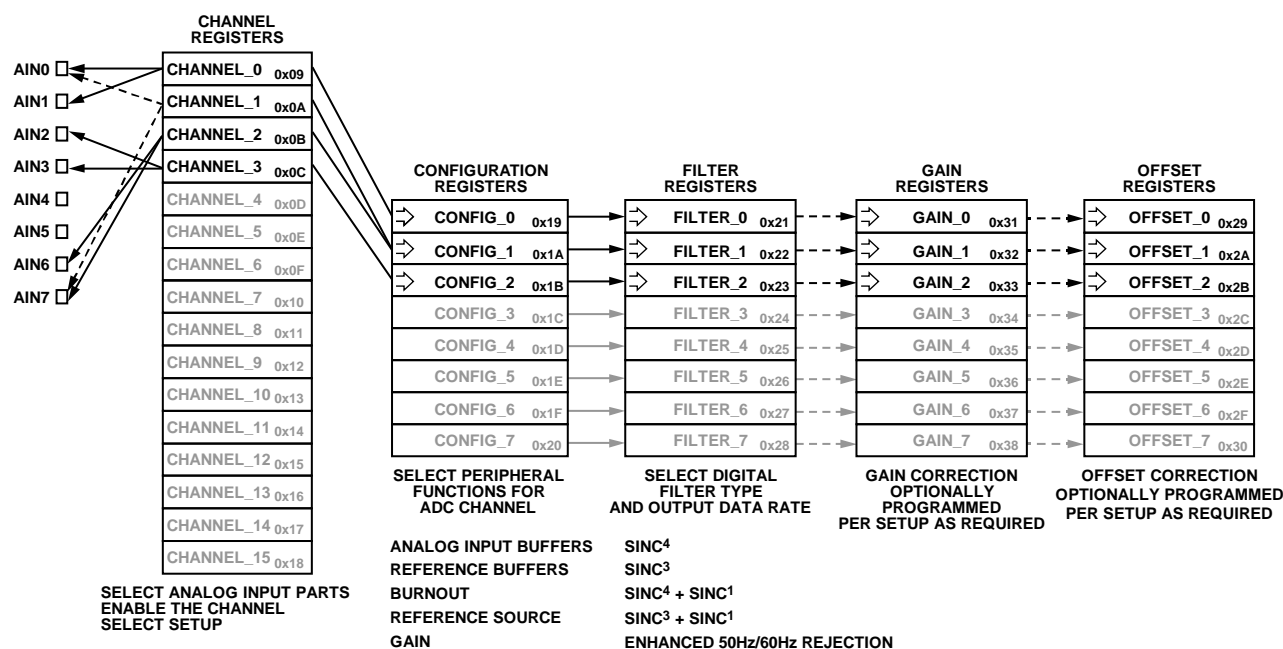 CHANNEL
REGISTERS
AIN0
AIN1
AIN2
AIN3
AIN4
AIN5
AIN6
AIN7
CHANNEL_0 0x09
CHANNEL_1 0x0A
CHANNEL_2 0x0B
CHANNEL_3 0x0C
CHANNEL_4 0x0D
CHANNEL_5 0x0E
CHANNEL_6 0x0F
CHANNEL_7 0x10
CHANNEL_8 0x11
CHANNEL_9 0x12
CHANNEL_10 0x13
CHANNEL_11 0x14
CHANNEL_12 0x15
CHANNEL_13 0x16
CHANNEL_14 0x17
CHANNEL_15 0x18
SELECT ANALOG INPUT PARTS
ENABLE THE CHANNEL
SELECT SETUP
CONFIGURATION
REGISTERS
CONFIG_0 0x19
CONFIG_1 0x1A
CONFIG_2 0x1B
CONFIG_3 0x1C
CONFIG_4 0x1D
CONFIG_5 0x1E
CONFIG_6 0x1F
CONFIG_7 0x20
SELECT PERIPHERAL
FUNCTIONS FOR
ADC CHANNEL
ANALOG INPUT BUFFERS
REFERENCE BUFFERS
BURNOUT
REFERENCE SOURCE
GAIN
FILTER
REGISTERS
FILTER_0 0x21
FILTER_1 0x22
FILTER_2 0x23
FILTER_3 0x24
FILTER_4 0x25
FILTER_5 0x26
FILTER_6 0x27
FILTER_7 0x28
SELECT DIGITAL
FILTER TYPE
AND OUTPUT DATA RATE
SINC4
SINC3
SINC4 + SINC1
SINC3 + SINC1
ENHANCED 50Hz/60Hz REJECTION
GAIN
REGISTERS
GAIN_0 0x31
GAIN_1 0x32
GAIN_2 0x33
GAIN_3 0x34
GAIN_4 0x35
GAIN_5 0x36
GAIN_6 0x37
GAIN_7 0x38
GAIN CORRECTION
OPTIONALLY
PROGRAMMED
PER SETUP AS REQUIRED
OFFSET
REGISTERS
OFFSET_0 0x29
OFFSET_1 0x2A
OFFSET_2 0x2B
OFFSET_3 0x2C
OFFSET_4 0x2D
OFFSET_5 0x2E
OFFSET_6 0x2F
OFFSET_7 0x30
OFFSET CORRECTION
OPTIONALLY PROGRAMMED
PER SETUP AS REQUIRED